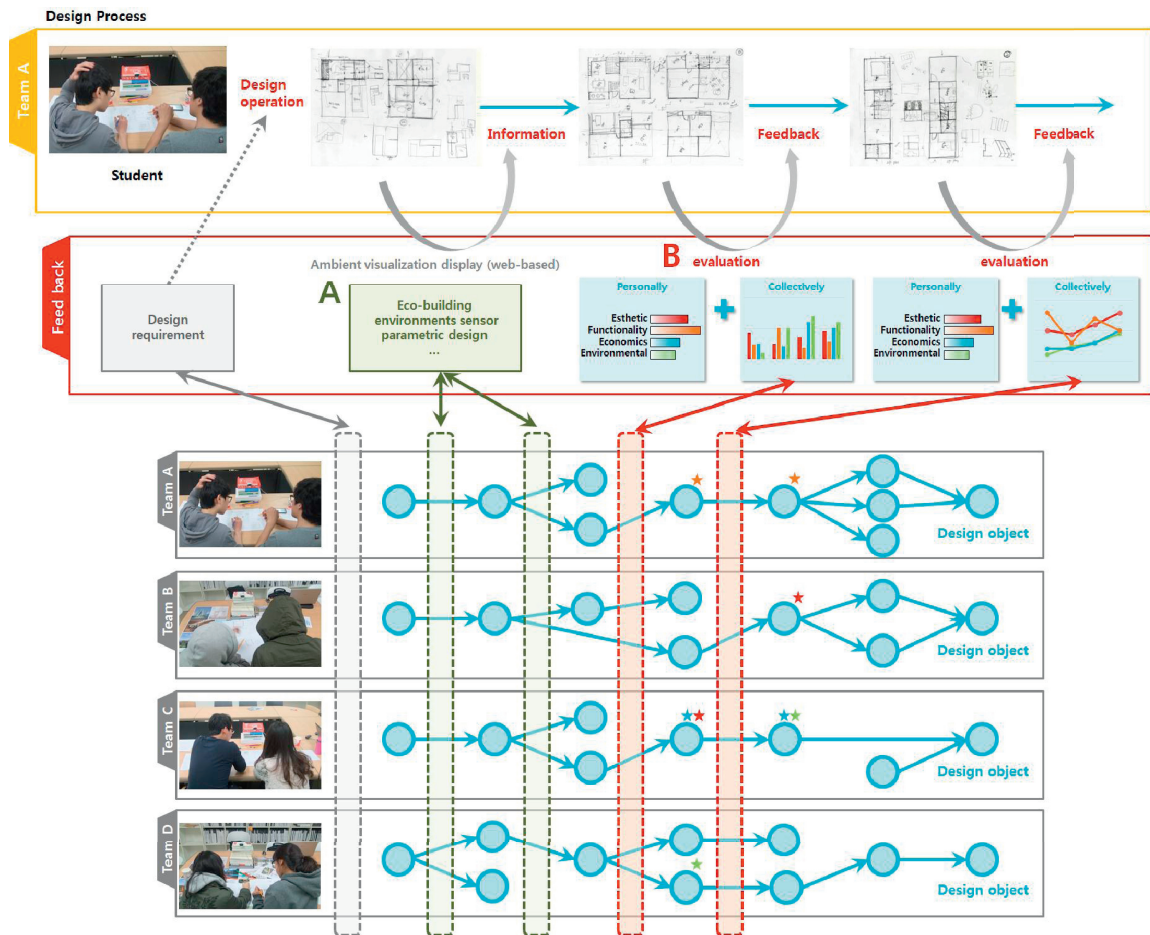 Design Process
Team A
Student
Design
operation
Information
Feedback
Feedback
Feed back
Design
requirement
Ambient visualization display (web-based)
A
Eco-building
environments sensor
parametric design
...
B
evaluation
Personally
Esthetic
Functionality
Economics
Environmental
Collectively
evaluation
Personally
Esthetic
Functionality
Economics
Environmental
Collectively
Team A
Design object
Team B
Design object
Team C
Design object
Team D
Design object